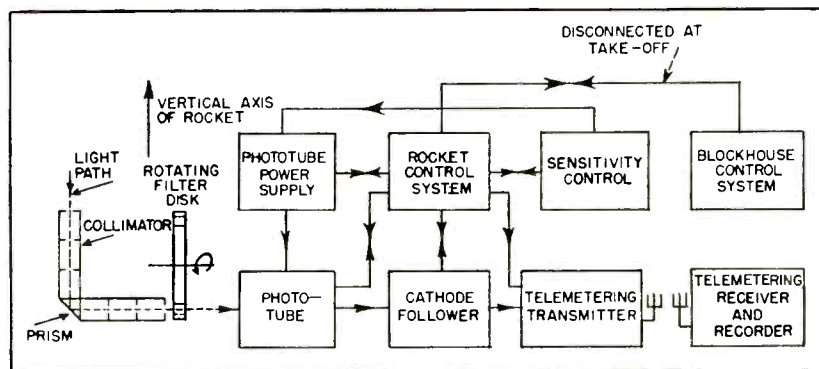 DISCONNECTED AT
TAKE-OFF
VERTICAL AXIS
OF ROCKET
LIGHT
PATH
ROTATING
FILTER
DISK
COLLIMATOR
PRISM
PHOTOTUBE
POWER
SUPPLY
ROCKET
CONTROL
SYSTEM
SENSITIVITY
CONTROL
BLOCKHOUSE
CONTROL
SYSTEM
PHOTO-
TUBE
CATHODE
FOLLOWER
TELEMETERING
TRANSMITTER
TELEMETERING
RECEIVER
AND
RECORDER